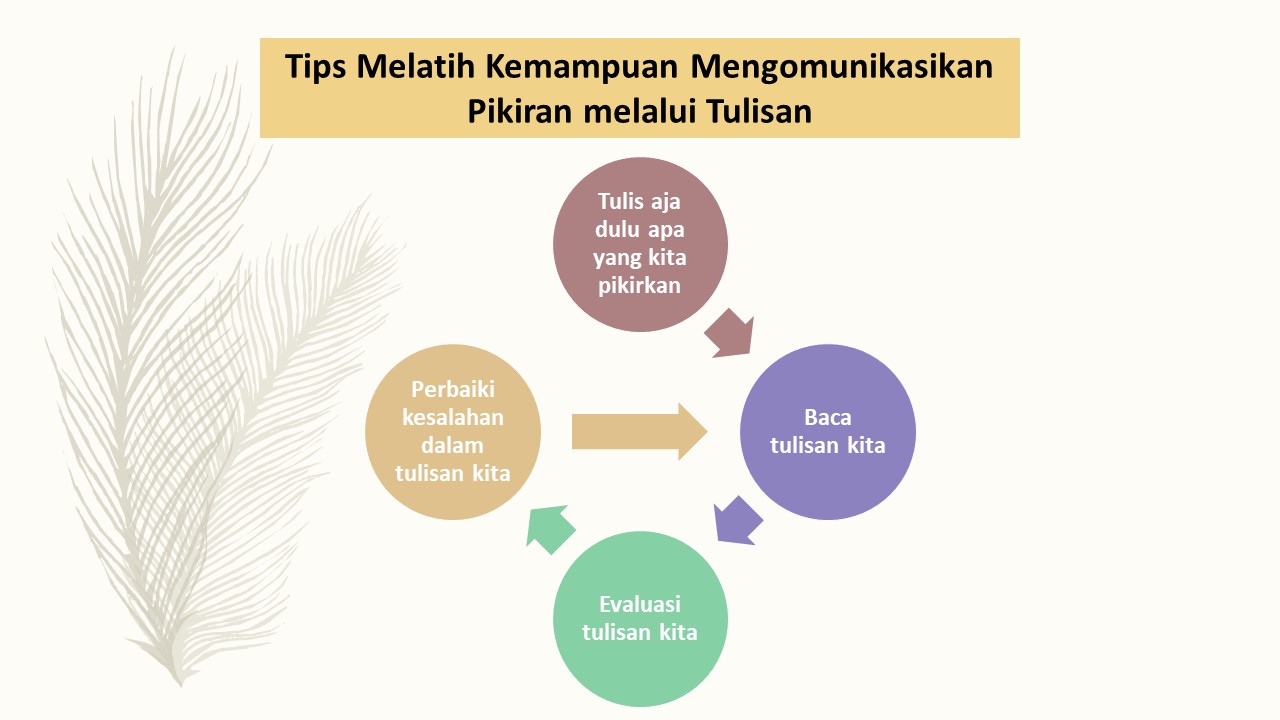 Tips Melatih Kemampuan Mengomunikasikan
Pikiran melalui Tulisan
Tulis aja
dulu apa
yang kita
pikirkan
Baca
tulisan kita
Evaluasi
tulisan kita
Perbaiki
kesalahan
dalam
tulisan kita